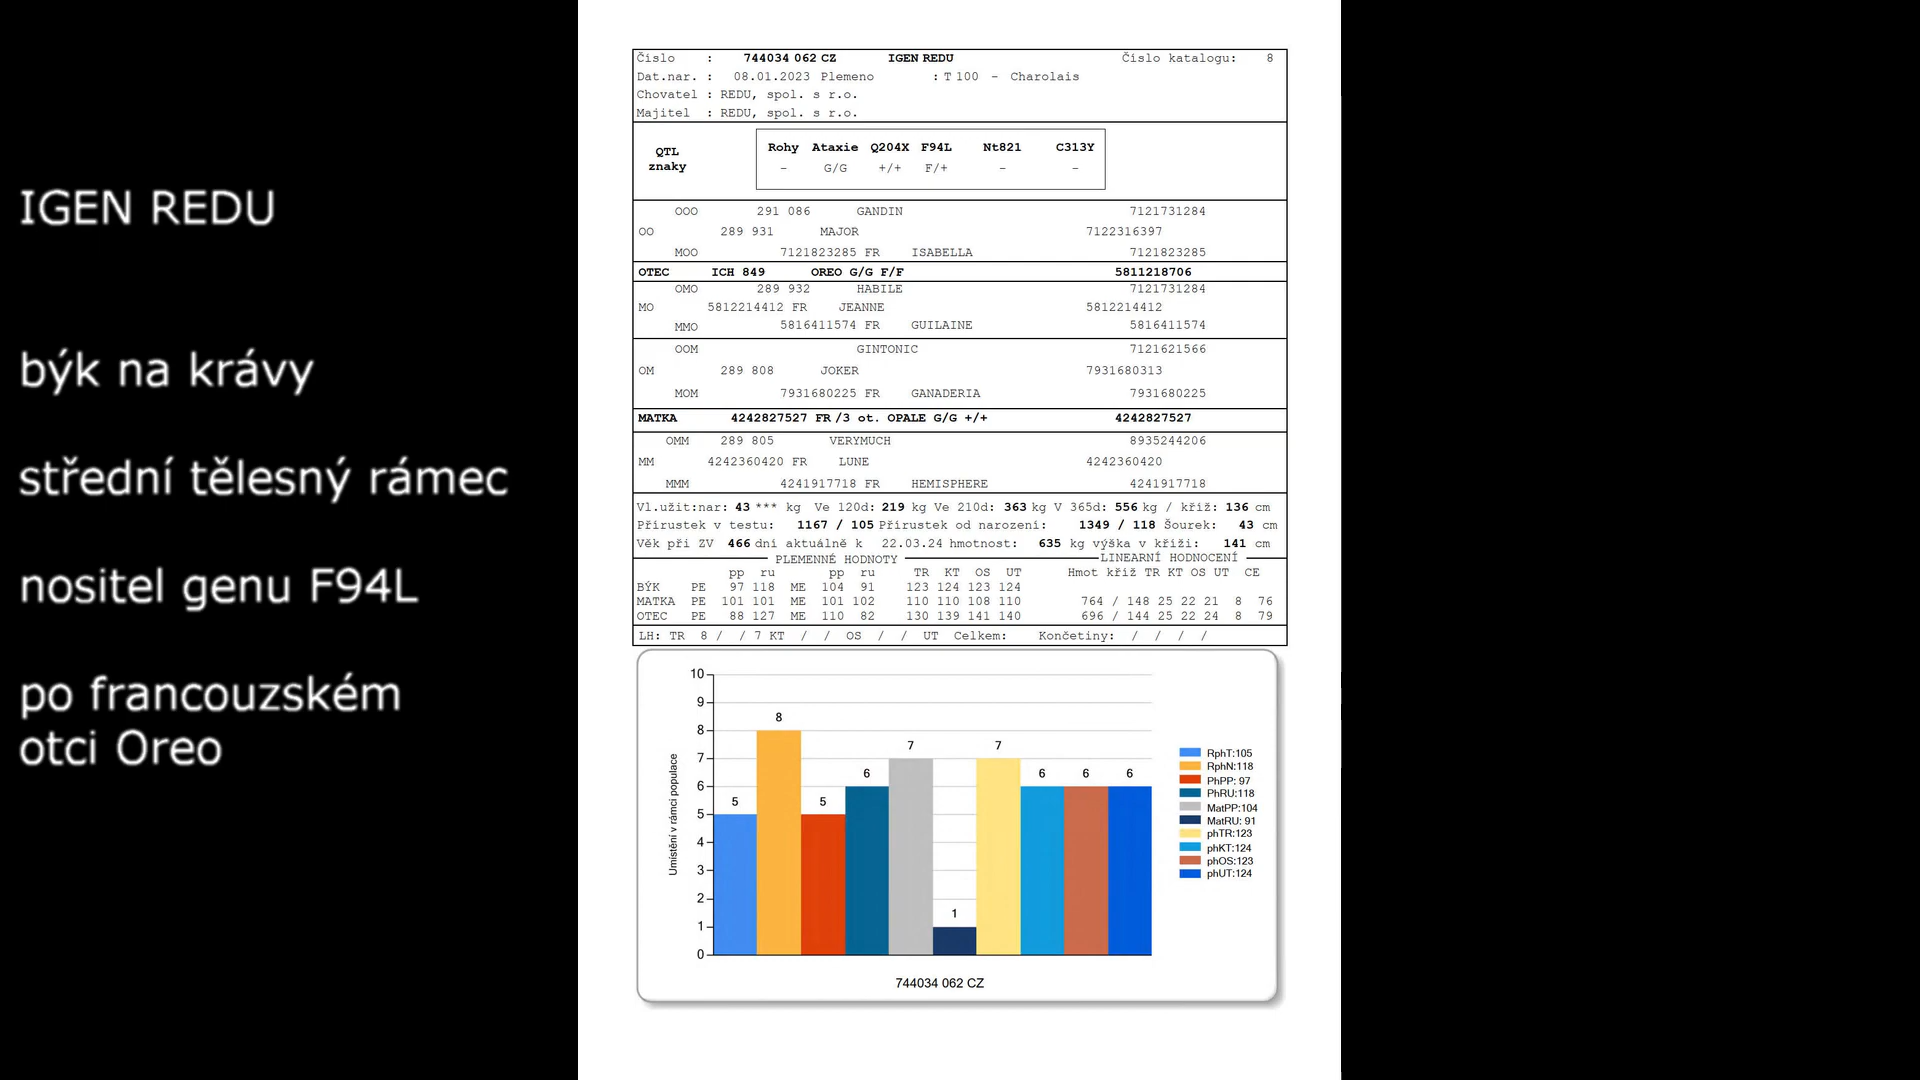 IGEN REDU
býk na krávy
střední tělesný rámec
nositel genu F94L
po francouzském
otci Oreo
Číslo : 744034 062 CZ IGEN REDU Číslo katalogu: 8
Dat.nar. : 08.01.2023 Plemeno : T 100 - Charolais
Chovatel : REDU, spol. s r.o.
Majitel : REDU, spol. s r.o.
QTL znaky
Rohy Ataxie Q204X F94L Nt821 C313Y
- G/G +/+ F/+ - -
OOO 291 086 GANDIN 7121731284
OO 289 931 MAJOR 7122316397
MOO 7121823285 FR ISABELLA 7121823285
OTEC ICH 849 OREO G/G F/F 5811218706
OMO 289 932 HABILE 7121731284
MO 5812214412 FR JEANNE 5812214412
MMO 5816411574 FR GUILAINE 5816411574
OOM GINTONIC 7121621566
OM 289 808 JOKER 7931680313
MOM 7931680225 FR GANADERIA 7931680225
MATKA 4242827527 FR /3 ot. OPALE G/G +/+ 4242827527
OMM 289 805 VERYMUCH 8935244206
MM 4242360420 FR LUNE 4242360420
MMM 4241917718 FR HEMISPHERE 4241917718
Vl.užit:nar: 43 *** kg Ve 120d: 219 kg Ve 210d: 363 kg V 365d: 556 kg / kříž: 136 cm
Přírustek v testu: 1167 / 105 Přírustek od narození: 1349 / 118 Šourek: 43 cm
Věk při ZV 466 dní aktuálně k 22.03.24 hmotnost: 635 kg výška v kříži: 141 cm
PLEMENNÉ HODNOTY LINEARNÍ HODNOCENÍ
pp ru pp ru TR KT OS UT Hmot kříž TR KT OS UT CE
BÝK PE 97 118 ME 104 91 123 124 123 124
MATKA PE 101 101 ME 101 102 110 110 108 110 764 / 148 25 22 21 8 76
OTEC PE 88 127 ME 110 82 130 139 141 140 696 / 144 25 22 24 8 79
LH: TR 8 / / 7 KT / / OS / / UT Celkem: Končetiny: / / / /
10
9
8
7
6
5
4
3
2
1
0
Umístění v rámci populace
5 8 5 6 7 1 7 6 6 6
744034 062 CZ
RphT:105
RphN:118
PhPP: 97
PhRU:118
MatPP:104
MatRU: 91
phTR:123
phKT:124
phOS:123
phUT:124